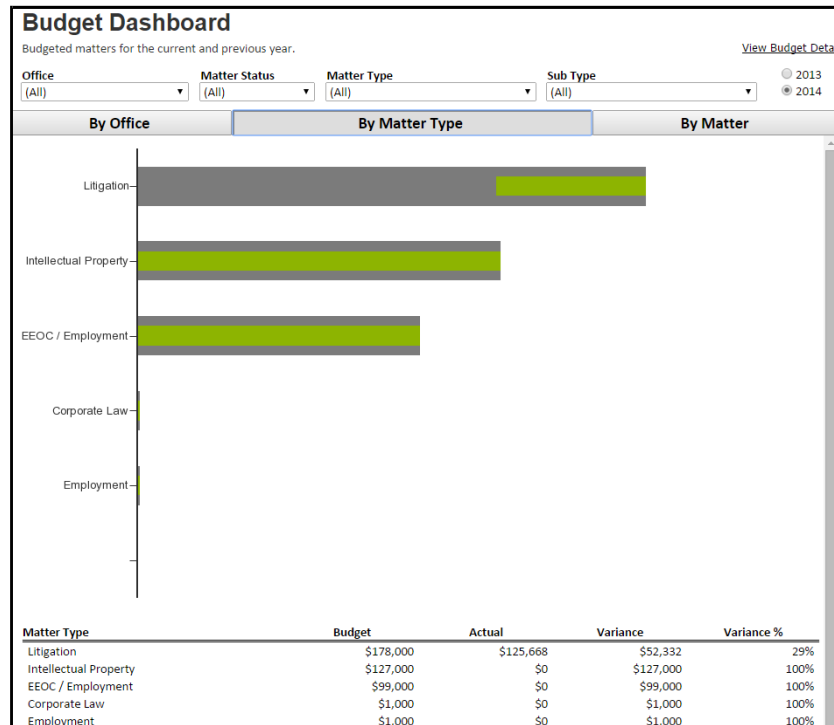 Budget Dashboard
Budgeted matters for the current and previous year.
View Budget Deta
Office Matter Status Matter Type Sub Type 2013
(All) (All) (All) (All) 2014
By Office By Matter Type By Matter
Litigation
Intellectual Property
EEOC / Employment
Corporate Law
Employment
Matter Type Budget Actual Variance Variance %
Litigation $178,000 $125,668 $52,332 29%
Intellectual Property $127,000 $0 $127,000 100%
EEOC / Employment $99,000 $0 $99,000 100%
Corporate Law $1,000 $0 $1,000 100%
Employment $1,000 $0 $1,000 100%